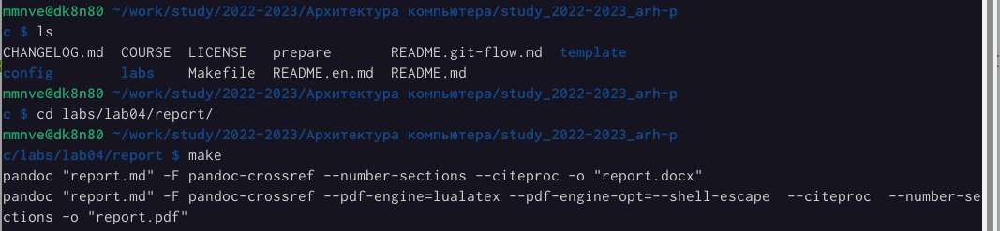 mmnve@dk8n80 ~/work/study/2022-2023/Архитектура компьютера/study_2022-2023_arh-p
c $ ls
CHANGELOG.md  COURSE  LICENSE   prepare       README.git-flow.md  template
config        labs    Makefile  README.en.md  README.md
mmnve@dk8n80 ~/work/study/2022-2023/Архитектура компьютера/study_2022-2023_arh-p
c $ cd labs/lab04/report/
mmnve@dk8n80 ~/work/study/2022-2023/Архитектура компьютера/study_2022-2023_arh-p
c/labs/lab04/report $ make
pandoc "report.md" -F pandoc-crossref --number-sections --citeproc -o "report.docx"
pandoc "report.md" -F pandoc-crossref --pdf-engine=lualatex --pdf-engine-opt=--shell-escape  --citeproc  --number-se
ctions -o "report.pdf"